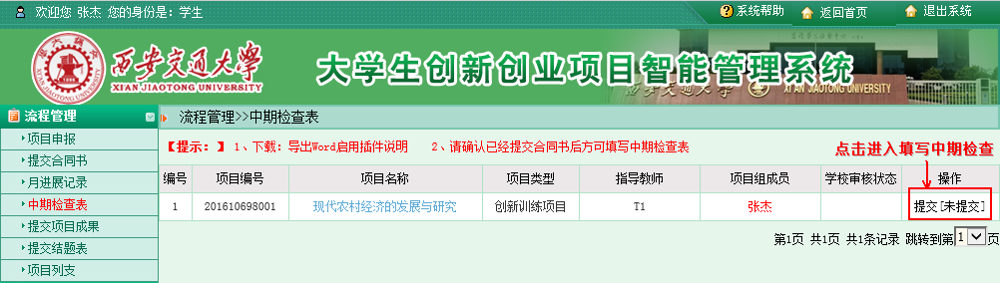 欢迎您 张杰 您的身份是：学生
系统帮助 返回首页 退出系统
西安交通大学
XI'AN JIAOTONG UNIVERSITY
大学生创新创业项目智能管理系统
XI AN JIAOTONG UNIVERSITY
流程管理
流程管理>>中期检查表
项目申报
提交合同书
月进展记录
中期检查表
提交项目成果
提交结题表
项目列支
【提示：】 1、下载：导出Word启用插件说明 2、请确认已经提交合同书后方可填写中期检查表
点击进入填写中期检查
编号 项目编号 项目名称 项目类型 指导教师 项目组成员 学校审核状态 操作
1 201610698001 现代农村经济的发展与研究 创新训练项目 T1 张杰 提交[未提交]
第1页 共1页 共1条记录 跳转到第 1 页